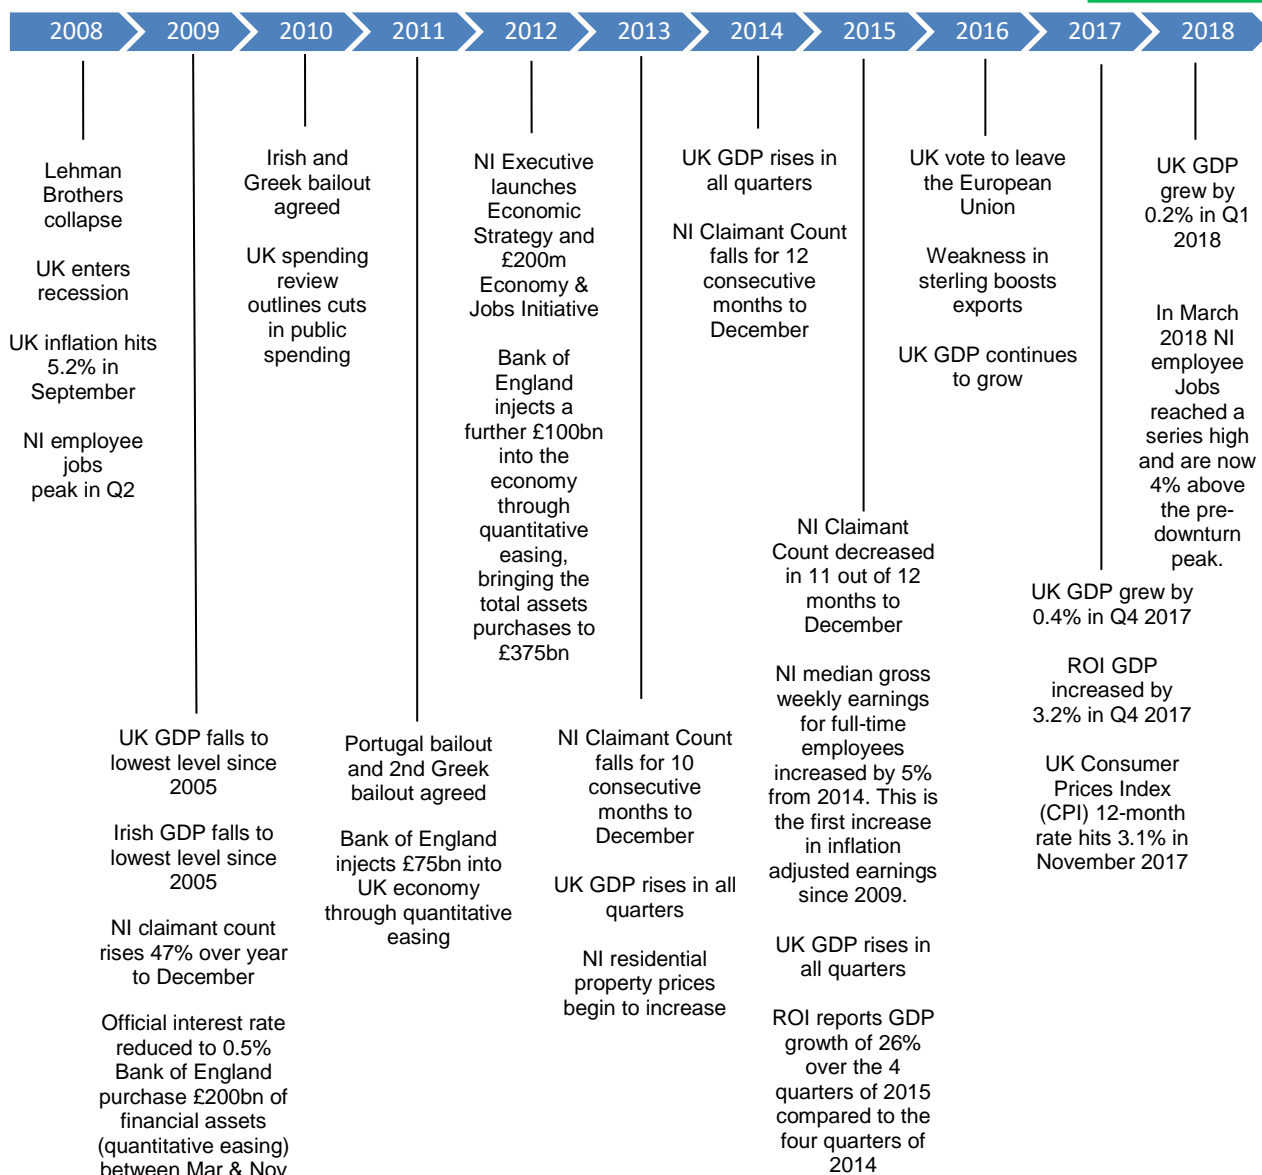 2008
2009
2010
2011
2012
2013
2014
2015
2016
2017
2018
Lehman
Brothers
collapse
UK enters
recession
UK inflation hits
5.2% in
September
NI employee
jobs
peak in Q2
UK GDP falls to
lowest level since
2005
Irish GDP falls to
lowest level since
2005
NI claimant count
rises 47% over year
to December
Official interest rate
reduced to 0.5%
Bank of England
purchase £200bn of
financial assets
(quantitative easing)
between Mar & Nov
Irish and
Greek bailout
agreed
UK spending
review
outlines cuts
in public
spending
Portugal bailout
and 2nd Greek
bailout agreed
Bank of England
injects £75bn into
UK economy
through quantitative
easing
NI Executive
launches
Economic
Strategy and
£200m
Economy &
Jobs Initiative
Bank of
England
injects a
further £100bn
into the
economy
through
quantitative
easing,
bringing the
total assets
purchases to
£375bn
NI Claimant Count
falls for 10
consecutive
months to
December
UK GDP rises in all
quarters
NI residential
property prices
begin to increase
UK GDP rises in
all quarters
NI Claimant Count
falls for 12
consecutive
months to
December
NI Claimant
Count decreased
in 11 out of 12
months to
December
NI median gross
weekly earnings
for full-time
employees
increased by 5%
from 2014. This is
the first increase
in inflation
adjusted earnings
since 2009.
UK GDP rises in
all quarters
ROI reports GDP
growth of 26%
over the 4
quarters of 2015
compared to the
four quarters of
2014
UK vote to leave
the European
Union
Weakness in
sterling boosts
exports
UK GDP continues
to grow
UK GDP grew by
0.4% in Q4 2017
ROI GDP
increased by
3.2% in Q4 2017
UK Consumer
Prices Index
(CPI) 12-month
rate hits 3.1% in
November 2017
UK GDP
grew by
0.2% in Q1
2018
In March
2018 NI
employee
Jobs
reached a
series high
and are now
4% above
the pre-
downturn
peak.